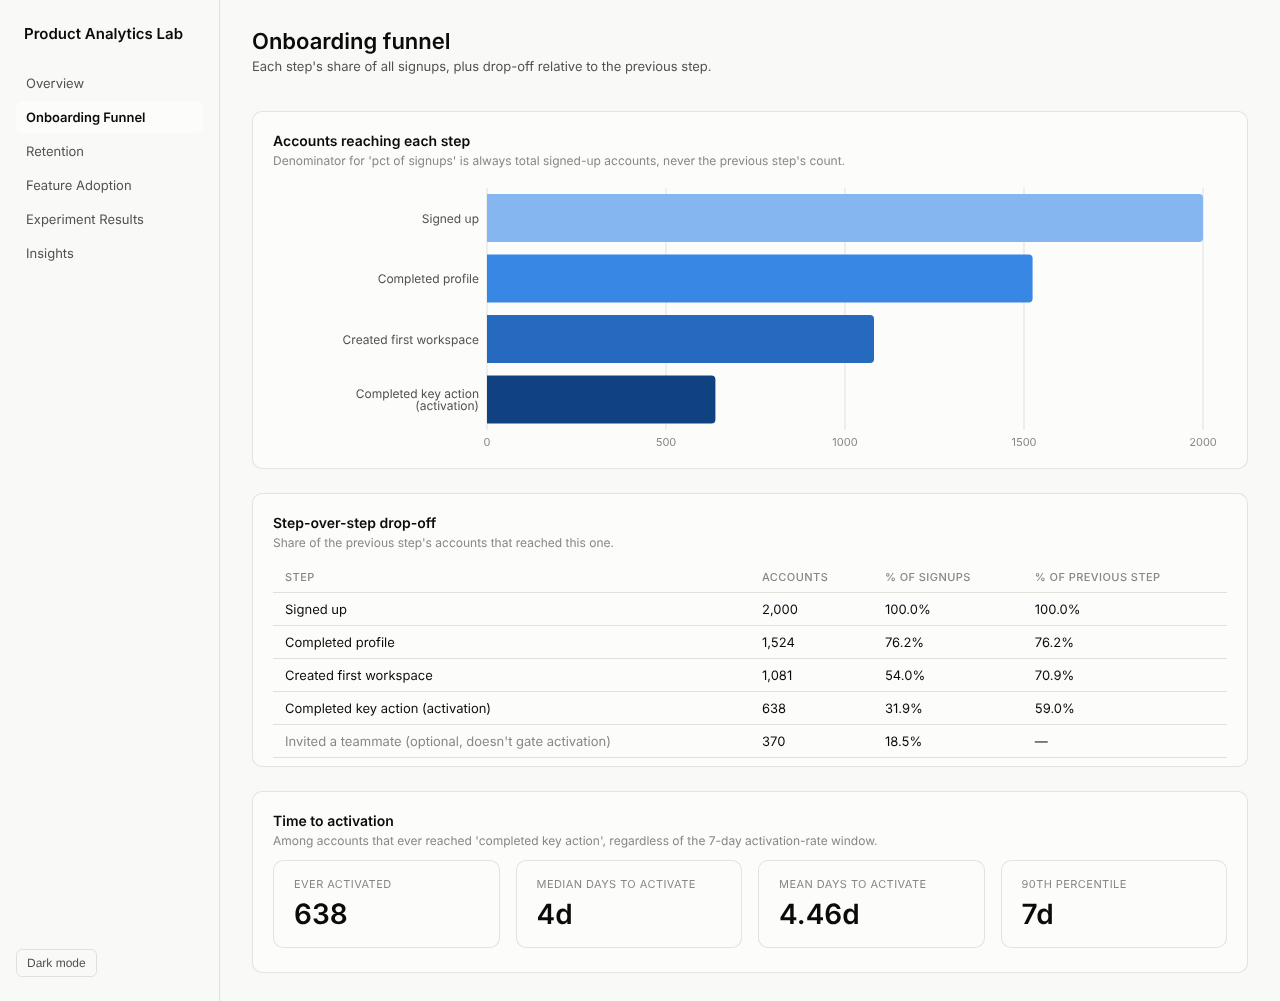 Product Analytics Lab
Overview
Onboarding Funnel
Retention
Feature Adoption
Experiment Results
Insights
Dark mode
Onboarding funnel
Each step's share of all signups, plus drop-off relative to the previous step.
Accounts reaching each step
Denominator for 'pct of signups' is always total signed-up accounts, never the previous step's count.
Signed up
Completed profile
Created first workspace
Completed key action
(activation)
0 500 1000 1500 2000
Step-over-step drop-off
Share of the previous step's accounts that reached this one.
STEP ACCOUNTS % OF SIGNUPS % OF PREVIOUS STEP
Signed up 2,000 100.0% 100.0%
Completed profile 1,524 76.2% 76.2%
Created first workspace 1,081 54.0% 70.9%
Completed key action (activation) 638 31.9% 59.0%
Invited a teammate (optional, doesn't gate activation) 370 18.5% —
Time to activation
Among accounts that ever reached 'completed key action', regardless of the 7-day activation-rate window.
EVER ACTIVATED
638
MEDIAN DAYS TO ACTIVATE
4d
MEAN DAYS TO ACTIVATE
4.46d
90TH PERCENTILE
7d